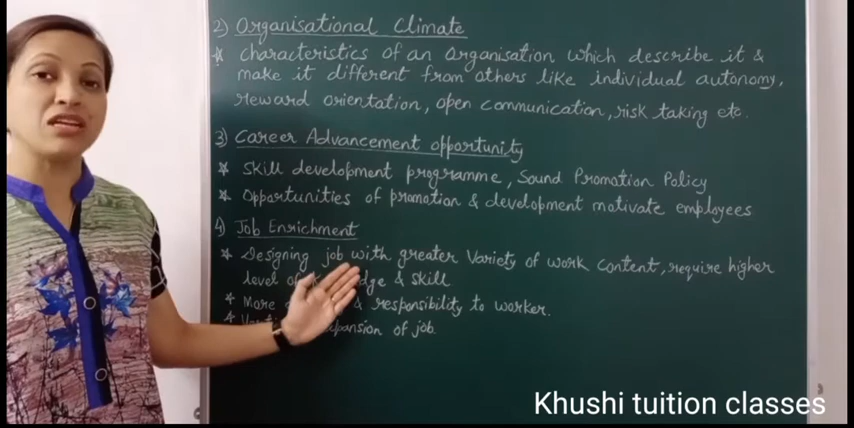 2) Organisational Climate
* Characteristics of an Organisation which describe it &
make it different from others like individual autonomy,
reward orientation, open communication, risk taking etc.
3) Career Advancement opportunity
* Skill development programme, Sound Promotion Policy
* Opportunities of promotion & development motivate employees
4) Job Enrichment
* Designing job with greater Variety of work content, require higher
level of & skill
* More & responsibility to worker.
* of job.
Khushi tuition classes